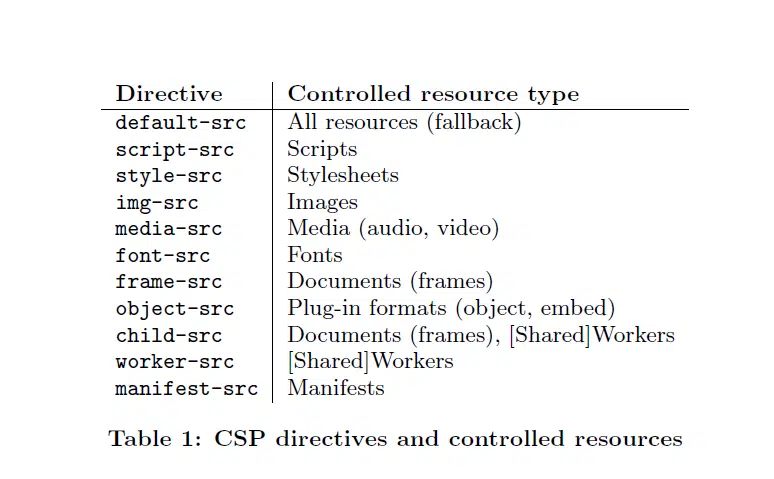 Directive Controlled resource type
default-src All resources (fallback)
script-src Scripts
style-src Stylesheets
img-src Images
media-src Media (audio, video)
font-src Fonts
frame-src Documents (frames)
object-src Plug-in formats (object, embed)
child-src Documents (frames), [Shared]Workers
worker-src [Shared]Workers
manifest-src Manifests
Table 1: CSP directives and controlled resources